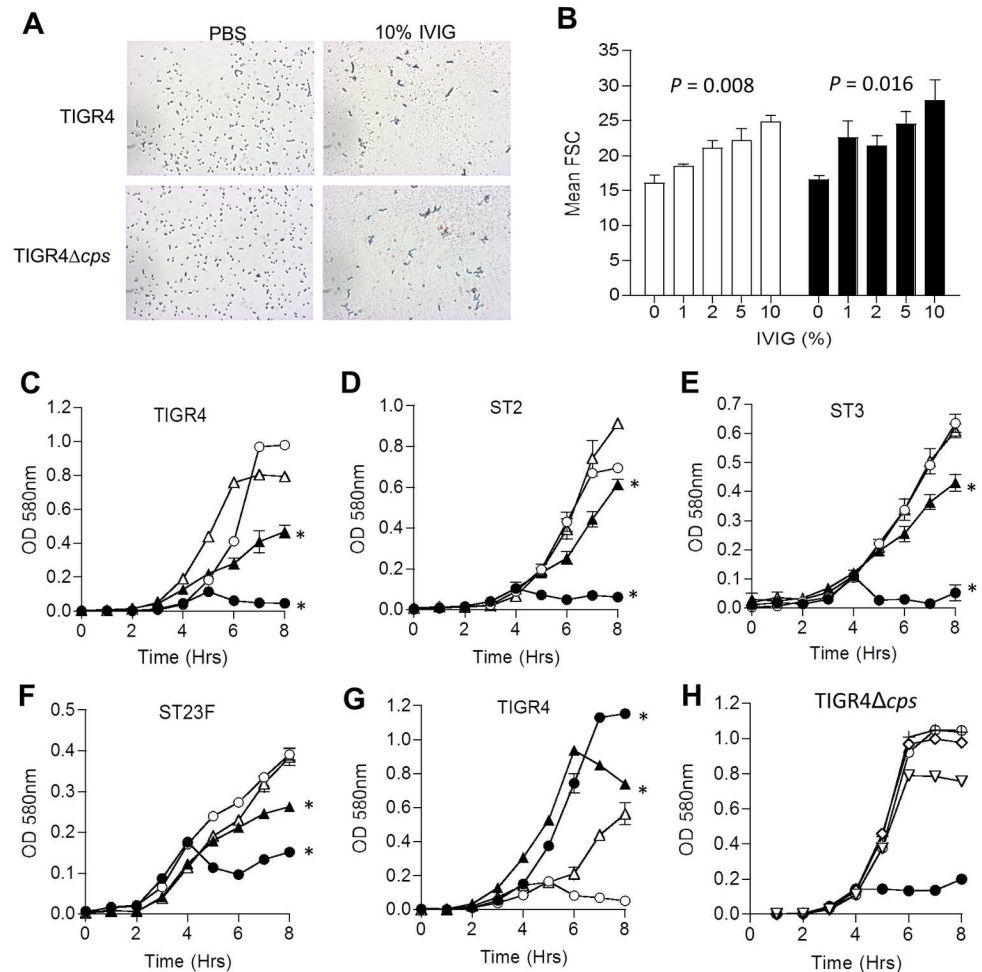 A
PBS
10% IVIG
TIGR4
TIGR4Δcps
B
35
30
25
20
15
10
5
0
Mean FSC
P = 0.008
P = 0.016
0 1 2 5 10 0 1 2 5 10
IVIG (%)
C
TIGR4
1.2
1.0
0.8
0.6
0.4
0.2
0.0
OD 580nm
*
*
0 2 4 6 8
Time (Hrs)
D
ST2
1.0
0.8
0.6
0.4
0.2
0.0
OD 580nm
*
*
0 2 4 6 8
Time (Hrs)
E
ST3
0.7
0.6
0.5
0.4
0.3
0.2
0.1
0.0
OD 580nm
*
*
0 2 4 6 8
Time (Hrs)
F
ST23F
0.5
0.4
0.3
0.2
0.1
0.0
OD 580nm
*
*
0 2 4 6 8
Time (Hrs)
G
TIGR4
1.2
1.0
0.8
0.6
0.4
0.2
0.0
OD 580nm
*
*
0 2 4 6 8
Time (Hrs)
H
TIGR4Δcps
1.2
1.0
0.8
0.6
0.4
0.2
0.0
OD 580nm
0 2 4 6 8
Time (Hrs)